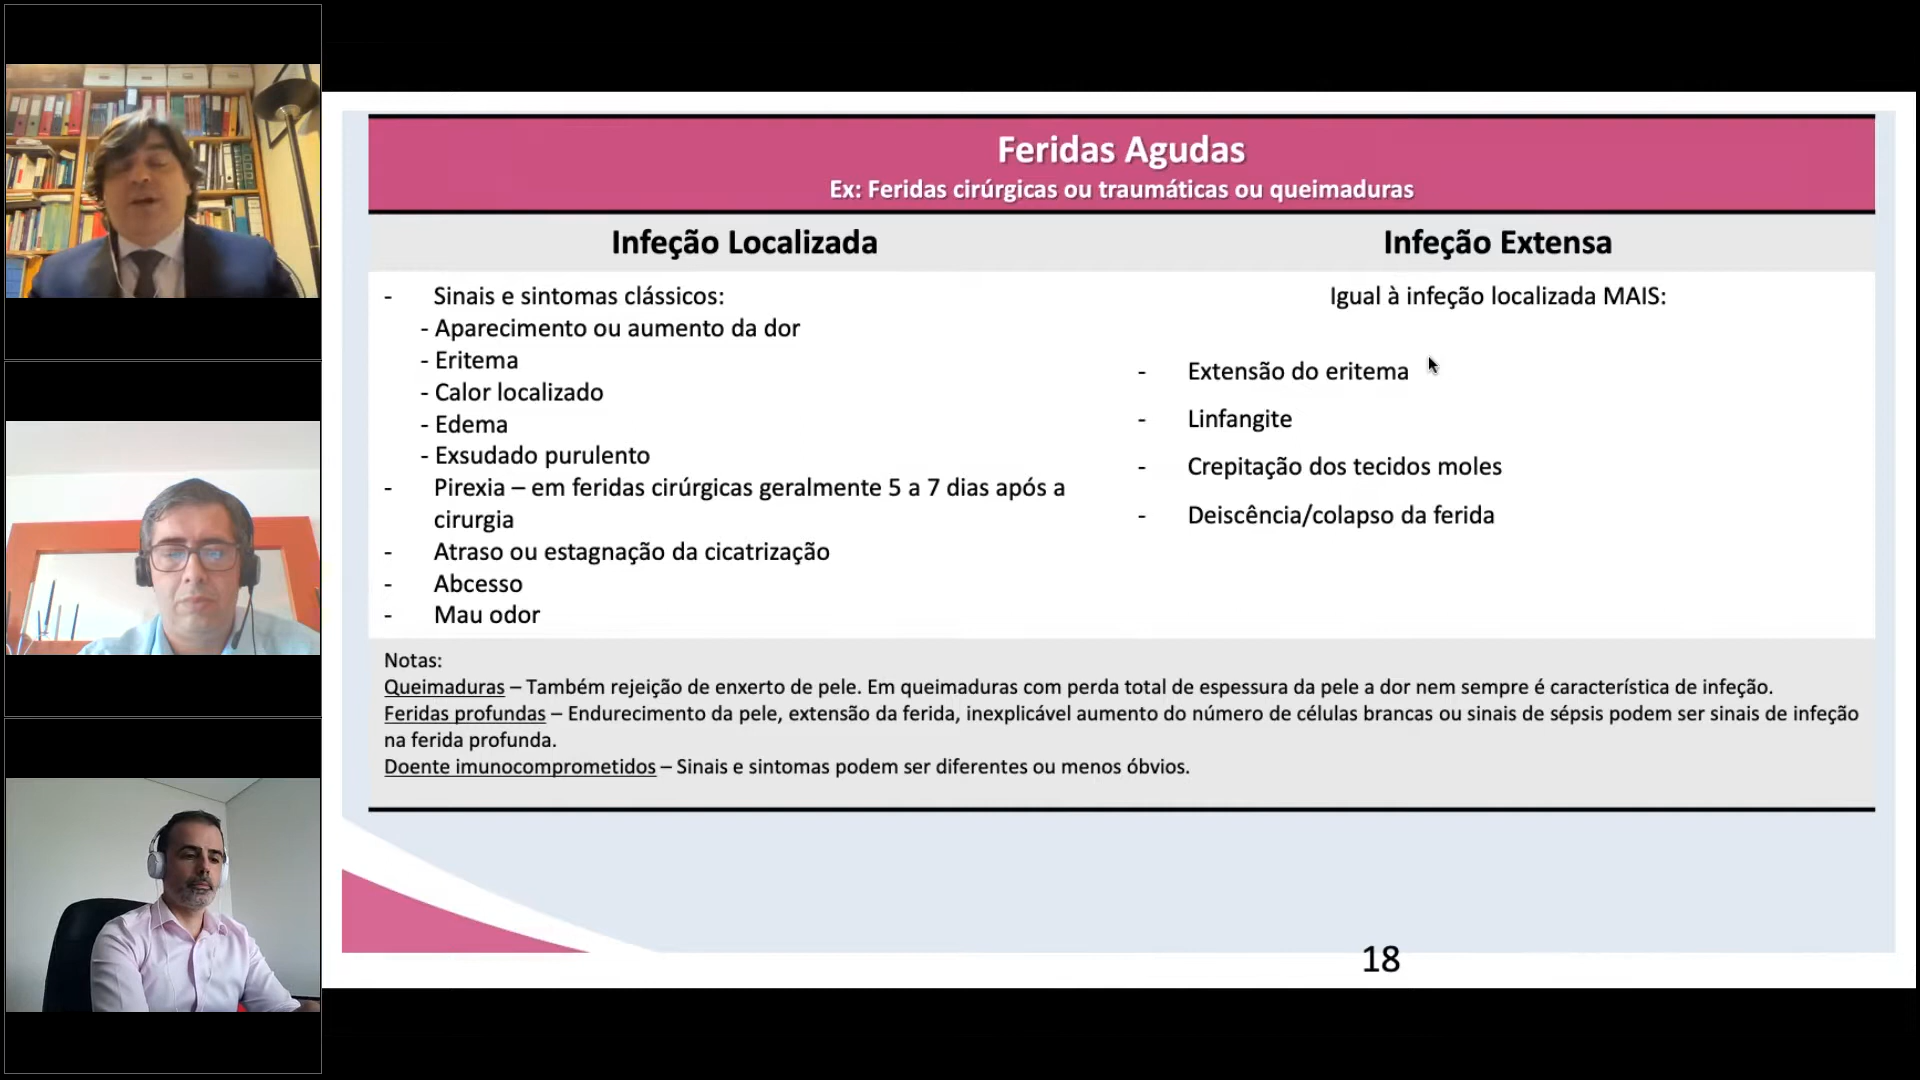 Feridas Agudas
Ex: Feridas cirúrgicas ou traumáticas ou queimaduras
Infeção Localizada
- Sinais e sintomas clássicos:
- Aparecimento ou aumento da dor
- Eritema
- Calor localizado
- Edema
- Exsudado purulento
- Pirexia – em feridas cirúrgicas geralmente 5 a 7 dias após a
cirurgia
- Atraso ou estagnação da cicatrização
- Abcesso
- Mau odor
Infeção Extensa
Igual à infeção localizada MAIS:
- Extensão do eritema
- Linfangite
- Crepitação dos tecidos moles
- Deiscência/colapso da ferida
Notas:
Queimaduras – Também rejeição de enxerto de pele. Em queimaduras com perda total de espessura da pele a dor nem sempre é característica de infeção.
Feridas profundas – Endurecimento da pele, extensão da ferida, inexplicável aumento do número de células brancas ou sinais de sépsis podem ser sinais de infeção
na ferida profunda.
Doente imunocomprometidos – Sinais e sintomas podem ser diferentes ou menos óbvios.
18